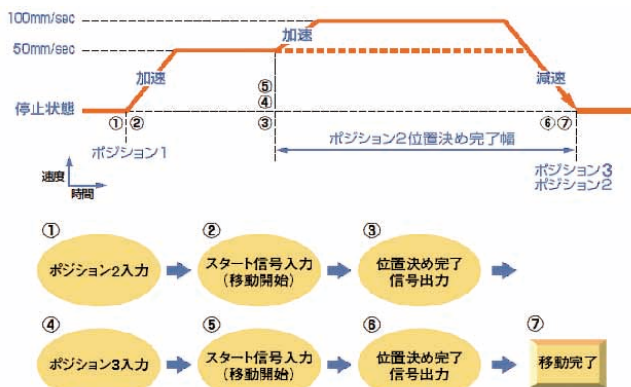 100mm/sec
50mm/sec
加速
加速
減速
停止状態
① ②
⑤
④
③
⑥ ⑦
ポジション1
ポジション2位置決め完了幅
ポジション3
ポジション2
速度
時間
①
ポジション2入力
②
スタート信号入力
(移動開始)
③
位置決め完了
信号出力
④
ポジション3入力
⑤
スタート信号入力
(移動開始)
⑥
位置決め完了
信号出力
⑦
移動完了